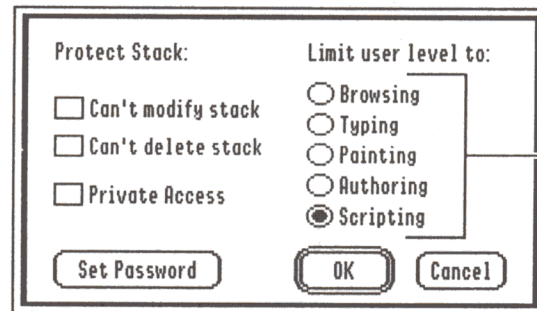 Protect Stack:
Can't modify stack
Can't delete stack
Private Access
Set Password
Limit user level to:
Browsing
Typing
Painting
Authoring
Scripting
OK
Cancel